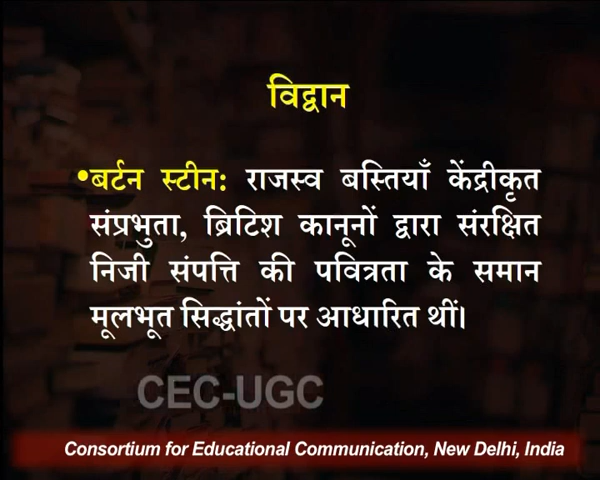 विद्वान
•बर्टन स्टीन: राजस्व बस्तियाँ केंद्रीकृत
संप्रभुता, ब्रिटिश कानूनों द्वारा संरक्षित
निजी संपत्ति की पवित्रता के समान
मूलभूत सिद्धांतों पर आधारित थीं।
CEC-UGC
Consortium for Educational Communication, New Delhi, India